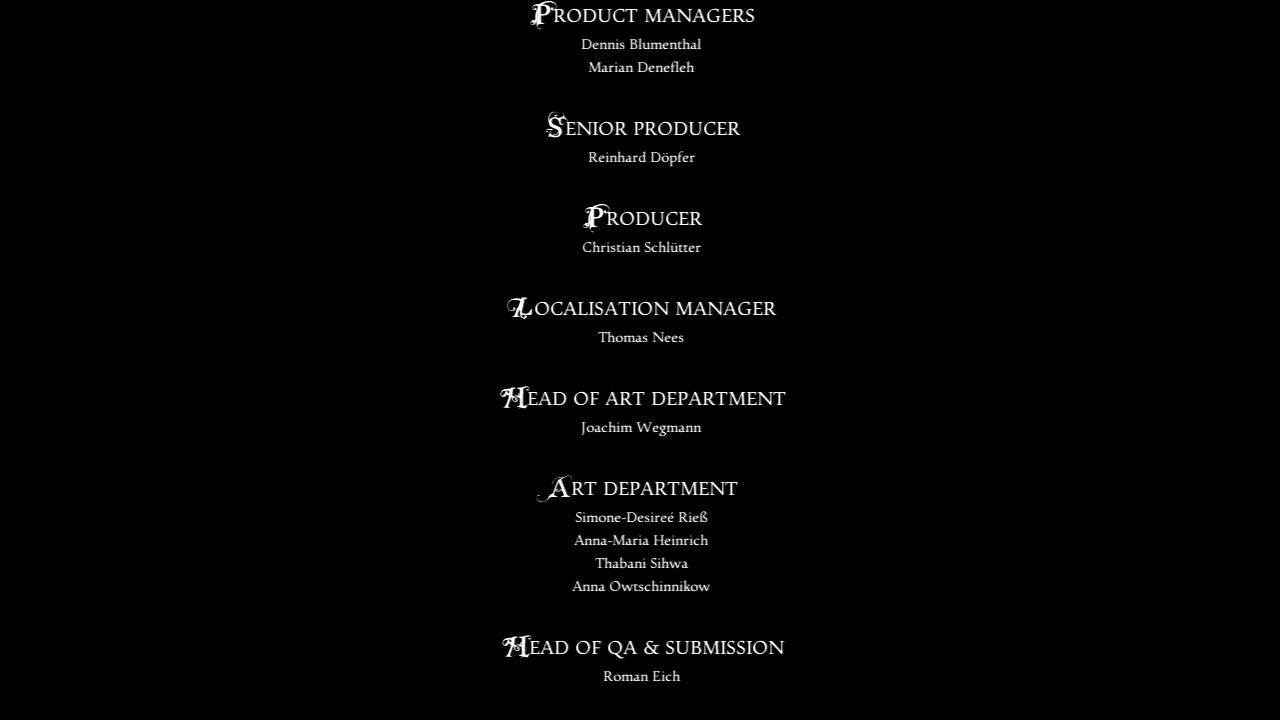 Product managers
Dennis Blumenthal
Marian Denefleh
Senior producer
Reinhard Döpfer
Producer
Christian Schlütter
Localisation manager
Thomas Nees
Head of art department
Joachim Wegmann
Art department
Simone-Desireé Rieß
Anna-Maria Heinrich
Thabani Sihwa
Anna Owtschinnikow
Head of QA & submission
Roman Eich